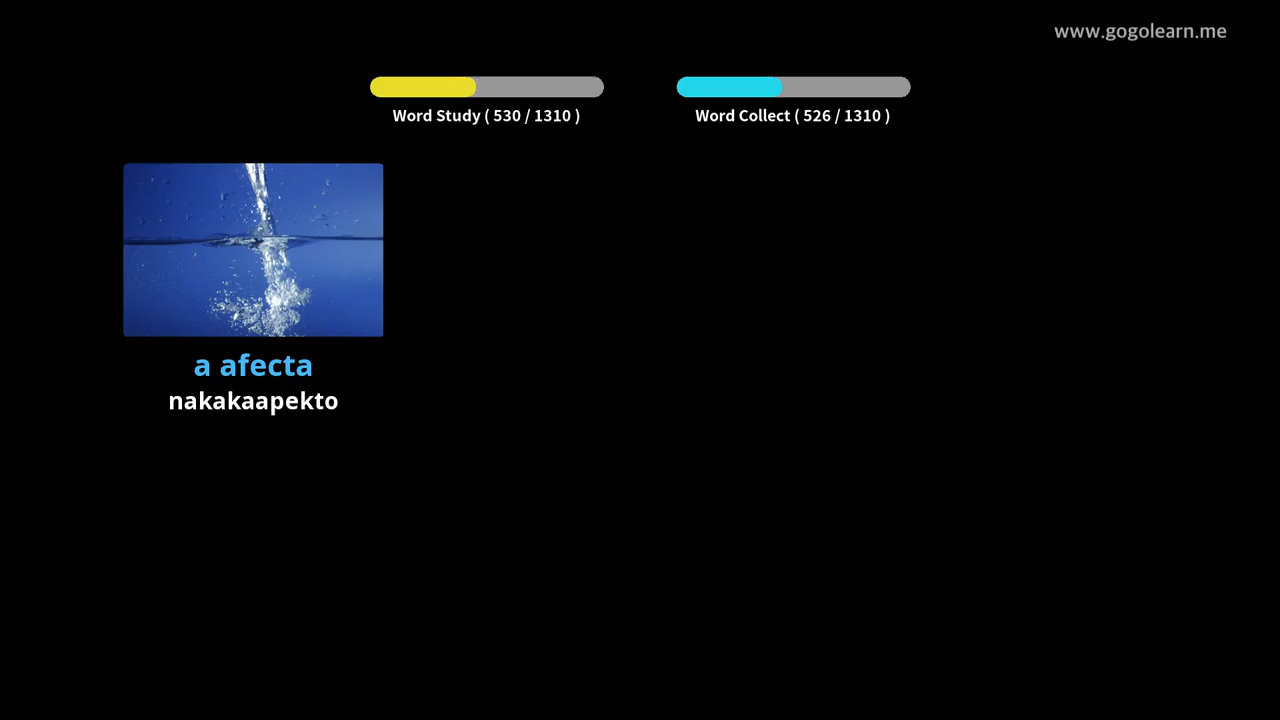 www.gogolearn.me
Word Study ( 530 / 1310 )
Word Collect ( 526 / 1310 )
a afecta
nakakaapekto